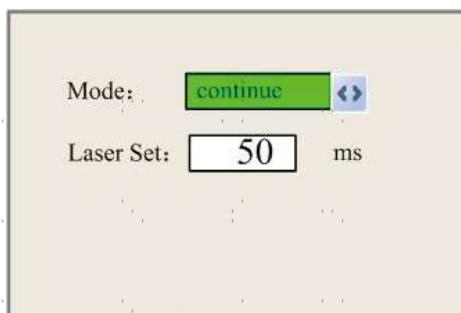 Mode： continue
Laser Set： 50 ms